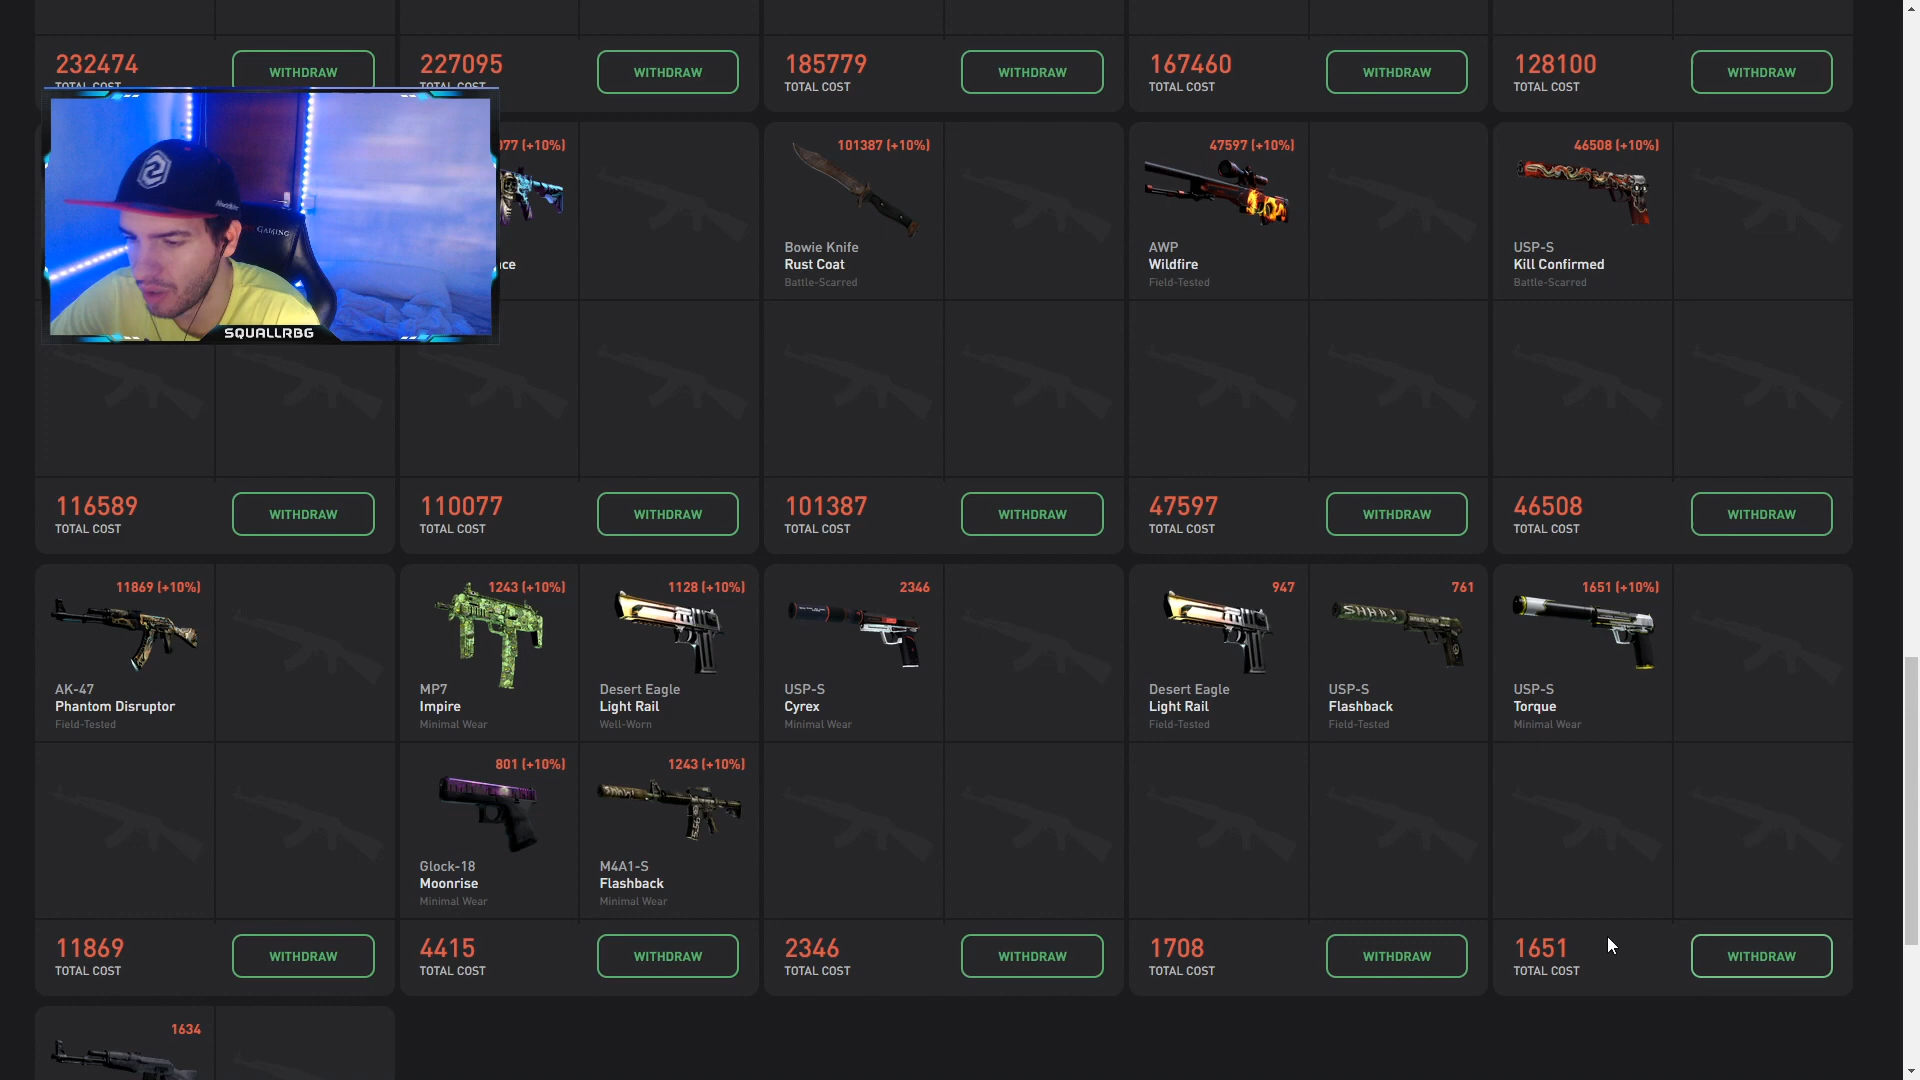 232474
TOTAL COST
WITHDRAW
227095
TOTAL COST
WITHDRAW
185779
TOTAL COST
WITHDRAW
167460
TOTAL COST
WITHDRAW
128100
TOTAL COST
WITHDRAW
GAMING
SQUALLRBG
116589
TOTAL COST
WITHDRAW
077 (+10%)
ce
110077
TOTAL COST
WITHDRAW
101387 (+10%)
Bowie Knife
Rust Coat
Battle-Scarred
101387
TOTAL COST
WITHDRAW
47597 (+10%)
AWP
Wildfire
Field-Tested
47597
TOTAL COST
WITHDRAW
46508 (+10%)
USP-S
Kill Confirmed
Battle-Scarred
46508
TOTAL COST
WITHDRAW
11869 (+10%)
AK-47
Phantom Disruptor
Field-Tested
11869
TOTAL COST
WITHDRAW
1243 (+10%)
MP7
Impire
Minimal Wear
1128 (+10%)
Desert Eagle
Light Rail
Well-Worn
801 (+10%)
Glock-18
Moonrise
Minimal Wear
1243 (+10%)
M4A1-S
Flashback
Minimal Wear
4415
TOTAL COST
WITHDRAW
2346
USP-S
Cyrex
Minimal Wear
2346
TOTAL COST
WITHDRAW
947
Desert Eagle
Light Rail
Field-Tested
761
USP-S
Flashback
Field-Tested
1708
TOTAL COST
WITHDRAW
1651 (+10%)
USP-S
Torque
Minimal Wear
1651
TOTAL COST
WITHDRAW
1634